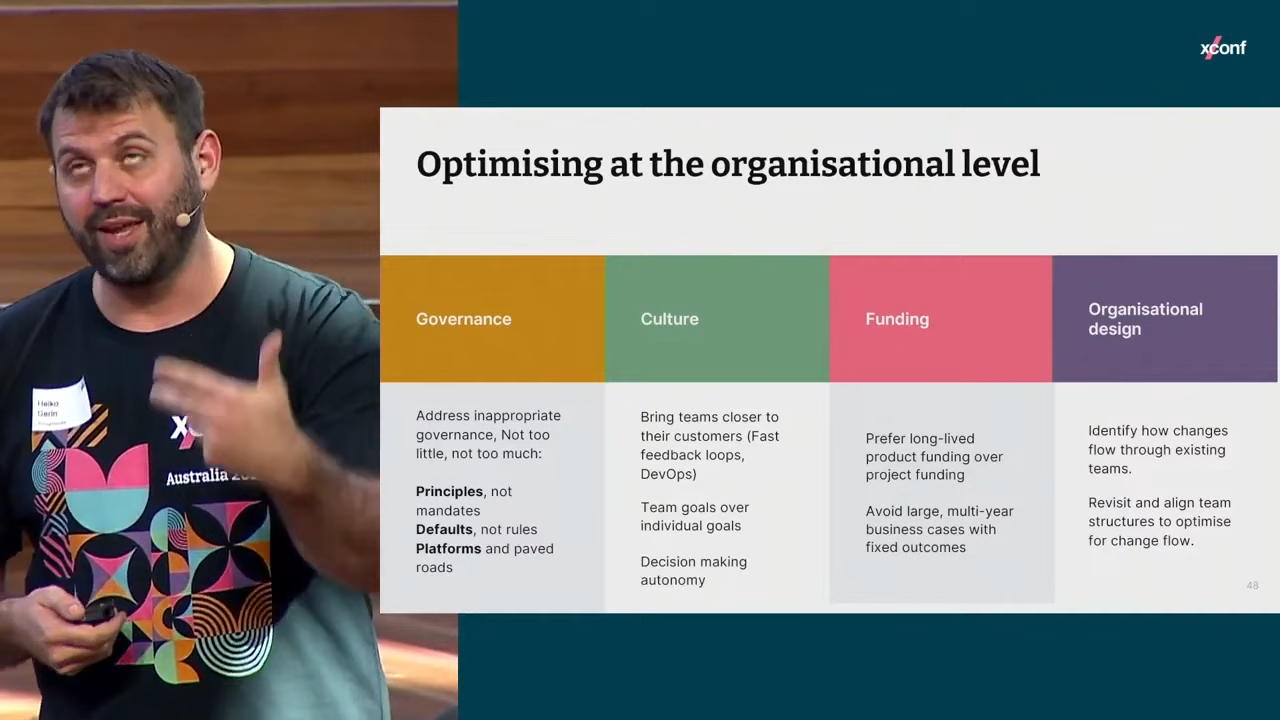 xconf
Optimising at the organisational level
Governance
Address inappropriate
governance, Not too
little, not too much:
Principles, not
mandates
Defaults, not rules
Platforms and paved
roads
Culture
Bring teams closer to
their customers (Fast
feedback loops,
DevOps)
Team goals over
individual goals
Decision making
autonomy
Funding
Prefer long-lived
product funding over
project funding
Avoid large, multi-year
business cases with
fixed outcomes
Organisational
design
Identify how changes
flow through existing
teams.
Revisit and align team
structures to optimise
for change flow.
48
Heiko
Gerin
Australia